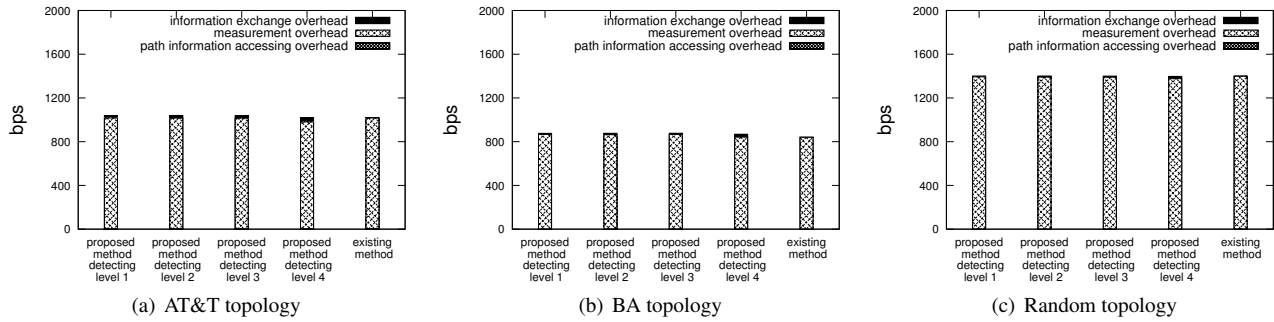 2000
1600
1200
800
400
0
bps
information exchange overhead
measurement overhead
path information accessing overhead
proposed method detecting level 1
proposed method detecting level 2
proposed method detecting level 3
proposed method detecting level 4
existing method
(a) AT&T topology
2000
1600
1200
800
400
0
bps
information exchange overhead
measurement overhead
path information accessing overhead
proposed method detecting level 1
proposed method detecting level 2
proposed method detecting level 3
proposed method detecting level 4
existing method
(b) BA topology
2000
1600
1200
800
400
0
bps
information exchange overhead
measurement overhead
path information accessing overhead
proposed method detecting level 1
proposed method detecting level 2
proposed method detecting level 3
proposed method detecting level 4
existing method
(c) Random topology